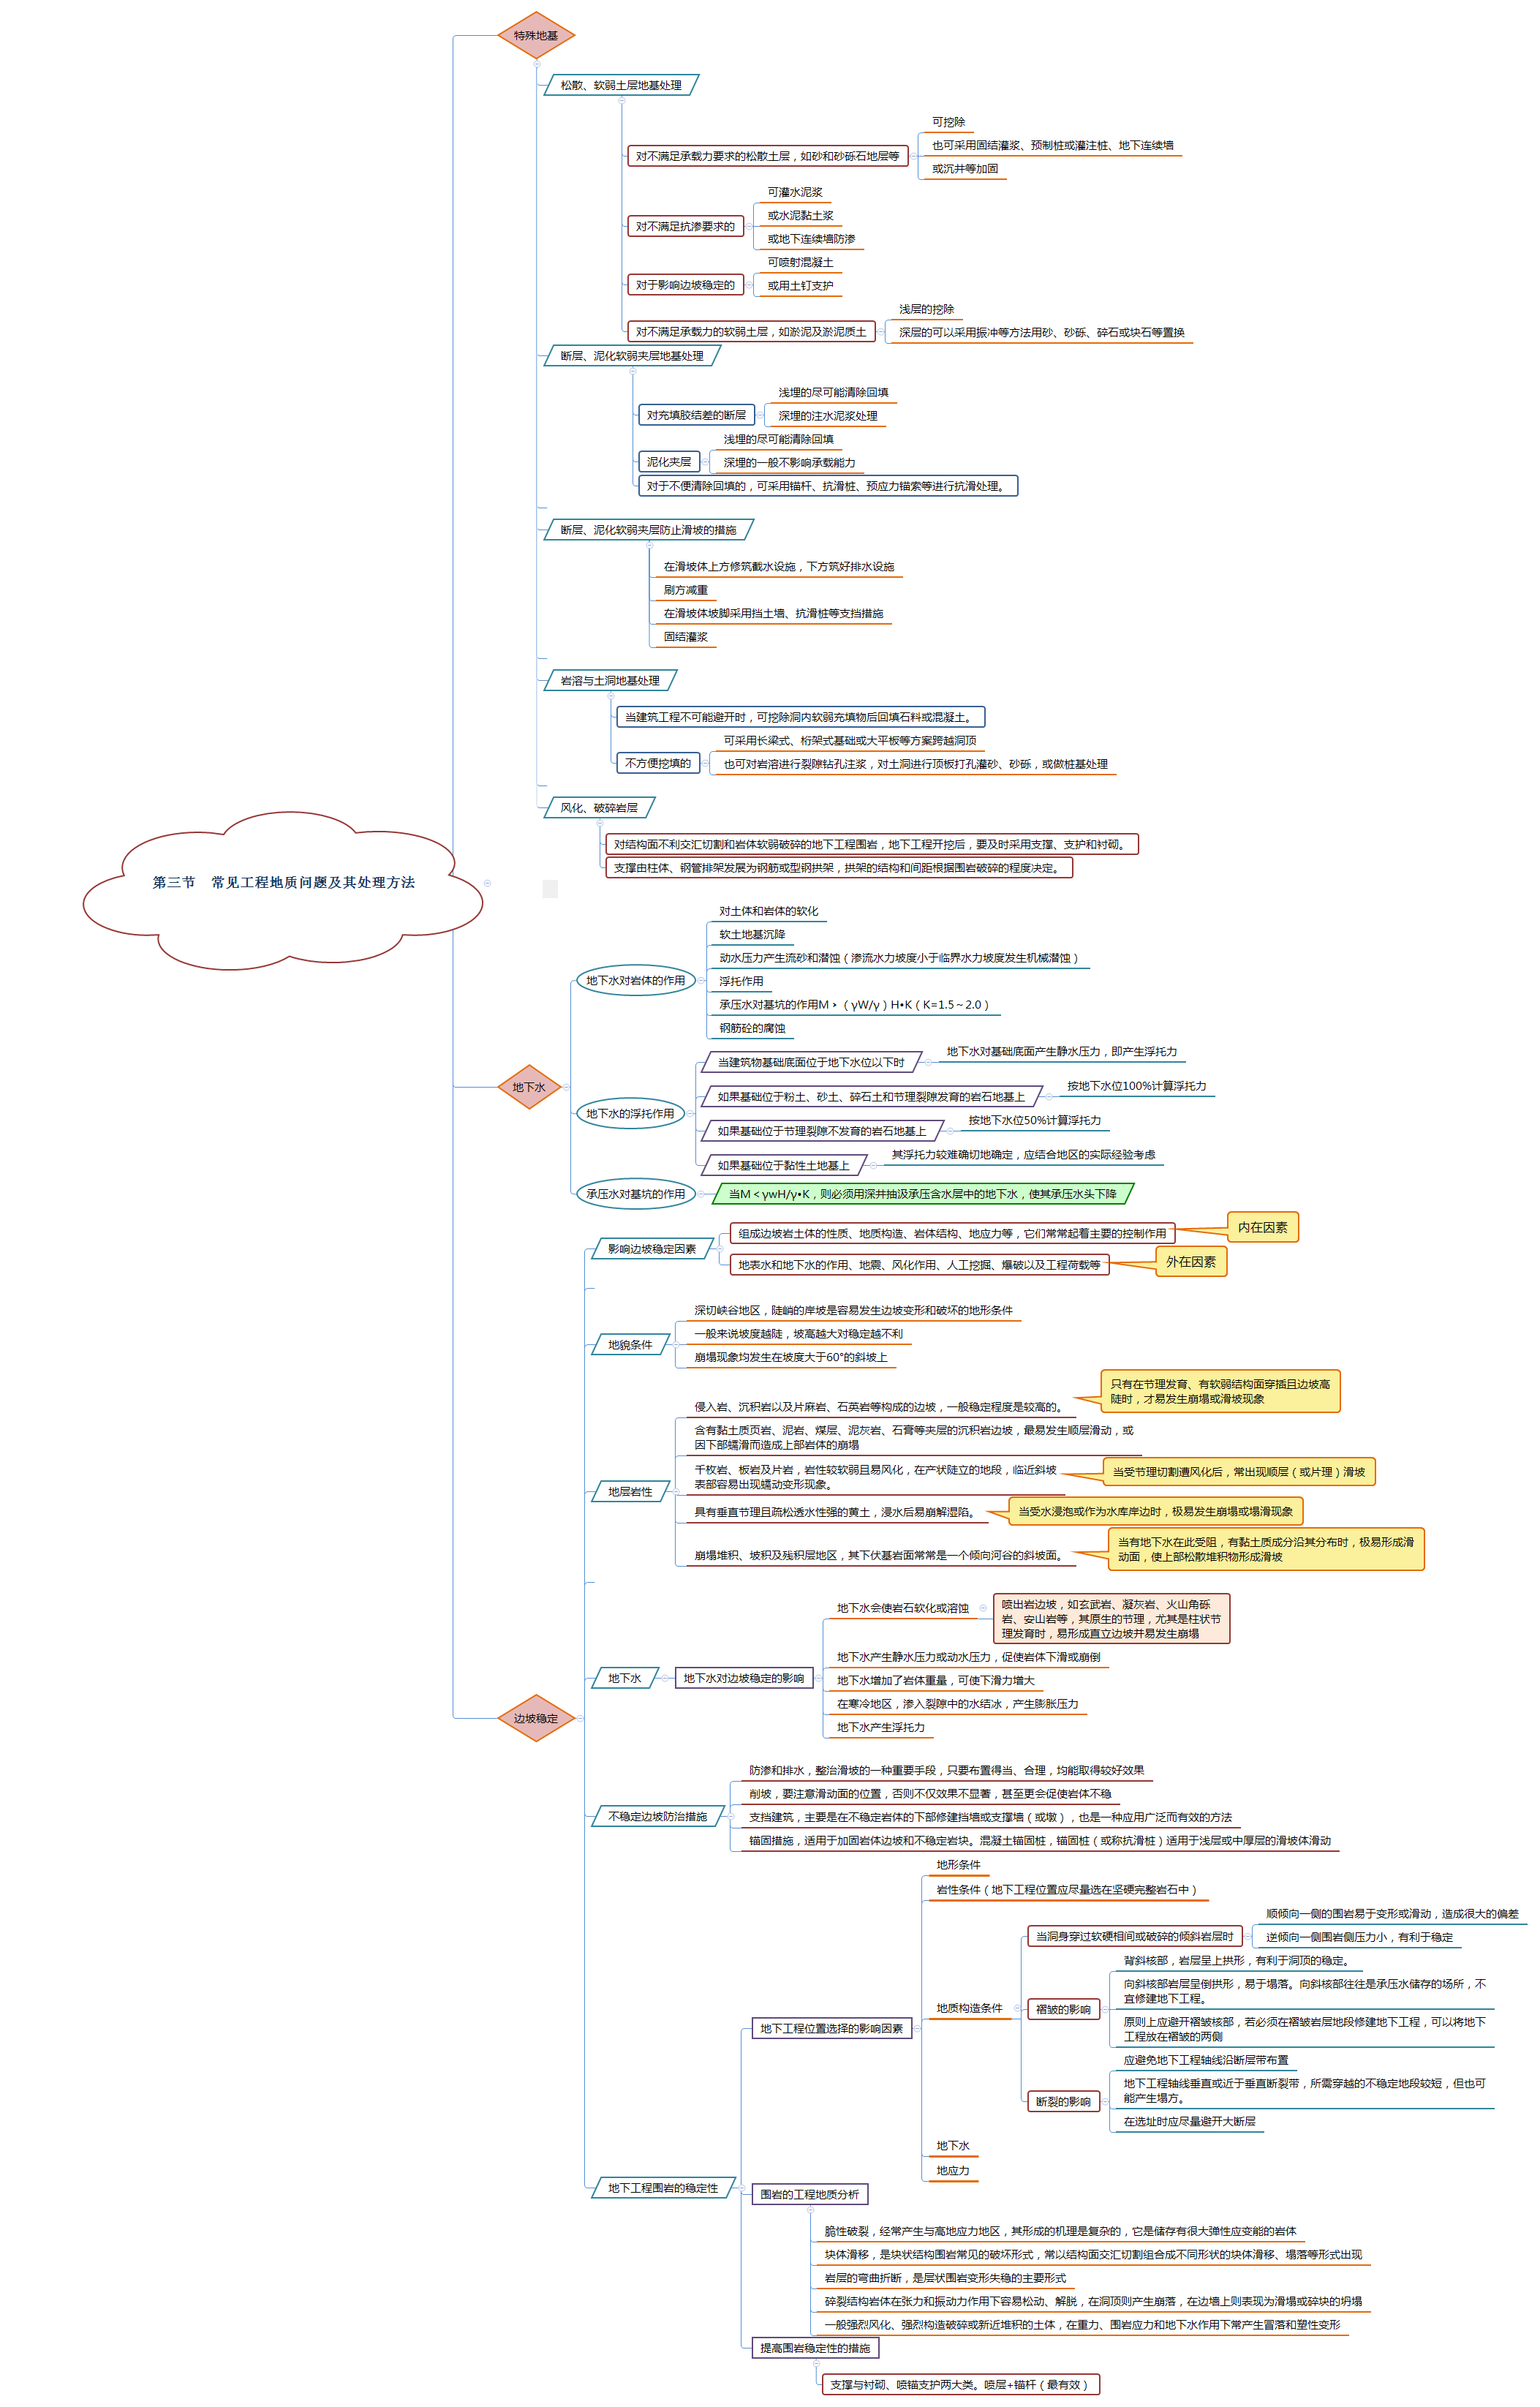 特殊地基
松散、软弱土层地基处理
对不满足承载力要求的松散土层，如砂和砂砾石地层等
可挖除
也可采用固结灌浆、预制桩或灌注桩、地下连续墙
或沉井等加固
对不满足抗渗要求的
可灌水泥浆
或水泥黏土浆
或地下连续墙防渗
对于影响边坡稳定的
可喷射混凝土
或用土钉支护
对不满足承载力的软弱土层，如淤泥及淤泥质土
浅层的挖除
深层的可以采用振冲等方法用砂、砂砾、碎石或块石等置换
断层、泥化软弱夹层地基处理
对充填胶结差的断层
浅埋的尽可能清除回填
深埋的注水泥浆处理
泥化夹层
浅埋的尽可能清除回填
深埋的一般不影响承载能力
对于不便清除回填的，可采用锚杆、抗滑桩、预应力锚索等进行抗滑处理。
断层、泥化软弱夹层防止滑坡的措施
在滑坡体上方修筑截水设施，下方筑好排水设施
刷方减重
在滑坡体坡脚采用挡土墙、抗滑桩等支挡措施
固结灌浆
岩溶与土洞地基处理
当建筑工程不可能避开时，可挖除洞内软弱充填物后回填石料或混凝土。
不方便挖填的
可采用长梁式、桁架式基础或大平板等方案跨越洞顶
也可对岩溶进行裂隙钻孔注浆，对土洞进行顶板打孔灌砂、砂砾，或做桩基处理
风化、破碎岩层
对结构面不利交汇切割和岩体软弱破碎的地下工程围岩，地下工程开挖后，要及时采用支撑、支护和衬砌。
支撑由柱体、钢管排架发展为钢筋或型钢拱架，拱架的结构和间距根据围岩破碎的程度决定。
第三节　常见工程地质问题及其处理方法
地下水
地下水对岩体的作用
对土体和岩体的软化
软土地基沉降
动水压力产生流砂和潜蚀（渗流水力坡度小于临界水力坡度发生机械潜蚀）
浮托作用
承压水对基坑的作用M﹥（γW/γ）H•K（K=1.5～2.0）
钢筋砼的腐蚀
地下水的浮托作用
当建筑物基础底面位于地下水位以下时
地下水对基础底面产生静水压力，即产生浮托力
如果基础位于粉土、砂土、碎石土和节理裂隙发育的岩石地基上
按地下水位100%计算浮托力
如果基础位于节理裂隙不发育的岩石地基上
按地下水位50%计算浮托力
如果基础位于黏性土地基上
其浮托力较难确切地确定，应结合地区的实际经验考虑
承压水对基坑的作用
当M＜γwH/γ•K，则必须用深井抽汲承压含水层中的地下水，使其承压水头下降
边坡稳定
影响边坡稳定因素
组成边坡岩土体的性质、地质构造、岩体结构、地应力等，它们常常起着主要的控制作用
内在因素
地表水和地下水的作用、地震、风化作用、人工挖掘、爆破以及工程荷载等
外在因素
地貌条件
深切峡谷地区，陡峭的岸坡是容易发生边坡变形和破坏的地形条件
一般来说坡度越陡，坡高越大对稳定越不利
崩塌现象均发生在坡度大于60°的斜坡上
地层岩性
侵入岩、沉积岩以及片麻岩、石英岩等构成的边坡，一般稳定程度是较高的。
只有在节理发育、有软弱结构面穿插且边坡高
陡时，才易发生崩塌或滑坡现象
含有黏土质页岩、泥岩、煤层、泥灰岩、石膏等夹层的沉积岩边坡，最易发生顺层滑动，或
因下部蠕滑而造成上部岩体的崩塌
千枚岩、板岩及片岩，岩性较软弱且易风化，在产状陡立的地段，临近斜坡
表部容易出现蠕动变形现象。
当受节理切割遭风化后，常出现顺层（或片理）滑坡
具有垂直节理且疏松透水性强的黄土，浸水后易崩解湿陷。
当受水浸泡或作为水库岸边时，极易发生崩塌或塌滑现象
崩塌堆积、坡积及残积层地区，其下伏基岩面常常是一个倾向河谷的斜坡面。
当有地下水在此受阻，有黏土质成分沿其分布时，极易形成滑
动面，使上部松散堆积物形成滑坡
地下水
地下水对边坡稳定的影响
地下水会使岩石软化或溶蚀
喷出岩边坡，如玄武岩、凝灰岩、火山角砾
岩、安山岩等，其原生的节理，尤其是柱状节
理发育时，易形成直立边坡并易发生崩塌
地下水产生静水压力或动水压力，促使岩体下滑或崩倒
地下水增加了岩体重量，可使下滑力增大
在寒冷地区，渗入裂隙中的水结冰，产生膨胀压力
地下水产生浮托力
不稳定边坡防治措施
防渗和排水，整治滑坡的一种重要手段，只要布置得当、合理，均能取得较好效果
削坡，要注意滑动面的位置，否则不仅效果不显著，甚至更会促使岩体不稳
支挡建筑，主要是在不稳定岩体的下部修建挡墙或支撑墙（或墩），也是一种应用广泛而有效的方法
锚固措施，适用于加固岩体边坡和不稳定岩块。混凝土锚固桩，锚固桩（或称抗滑桩）适用于浅层或中厚层的滑坡体滑动
地下工程围岩的稳定性
地下工程位置选择的影响因素
地形条件
岩性条件（地下工程位置应尽量选在坚硬完整岩石中）
地质构造条件
当洞身穿过软硬相间或破碎的倾斜岩层时
顺倾向一侧的围岩易于变形或滑动，造成很大的偏差
逆倾向一侧围岩侧压力小，有利于稳定
褶皱的影响
背斜核部，岩层呈上拱形，有利于洞顶的稳定。
向斜核部岩层呈倒拱形，易于塌落。向斜核部往往是承压水储存的场所，不
宜修建地下工程。
原则上应避开褶皱核部，若必须在褶皱岩层地段修建地下工程，可以将地下
工程放在褶皱的两侧
断裂的影响
应避免地下工程轴线沿断层带布置
地下工程轴线垂直或近于垂直断裂带，所需穿越的不稳定地段较短，但也可
能产生塌方。
在选址时应尽量避开大断层
地下水
地应力
围岩的工程地质分析
脆性破裂，经常产生与高地应力地区，其形成的机理是复杂的，它是储存有很大弹性应变能的岩体
块体滑移，是块状结构围岩常见的破坏形式，常以结构面交汇切割组合成不同形状的块体滑移、塌落等形式出现
岩层的弯曲折断，是层状围岩变形失稳的主要形式
碎裂结构岩体在张力和振动力作用下容易松动、解脱，在洞顶则产生崩落，在边墙上则表现为滑塌或碎块的坍塌
一般强烈风化、强烈构造破碎或新近堆积的土体，在重力、围岩应力和地下水作用下常产生冒落和塑性变形
提高围岩稳定性的措施
支撑与衬砌、喷锚支护两大类。喷层+锚杆（最有效）